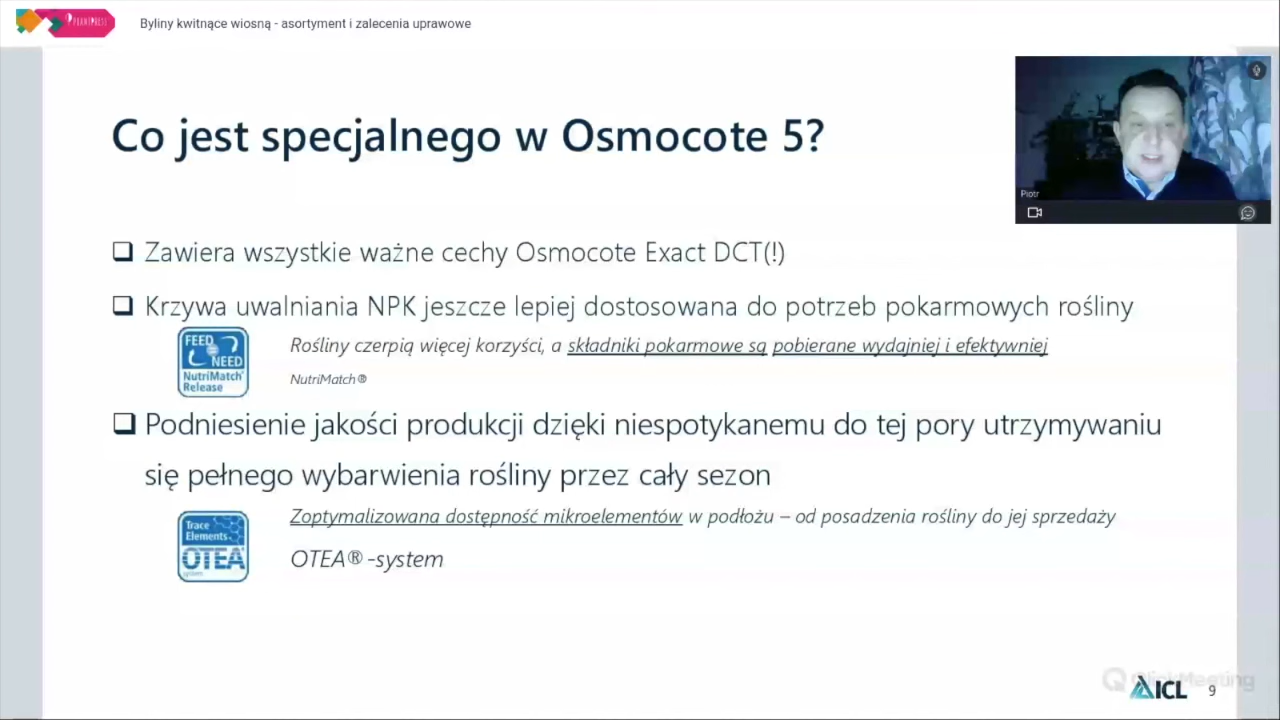 Byliny kwitnące wiosną - asortyment i zalecenia uprawowe
Co jest specjalnego w Osmocote 5?
Piotr
Zawiera wszystkie ważne cechy Osmocote Exact DCT(!)
Krzywa uwalniania NPK jeszcze lepiej dostosowana do potrzeb pokarmowych rośliny
FEED
NEED
NutriMatch
Release
Rośliny czerpią więcej korzyści, a składniki pokarmowe są pobierane wydajniej i efektywniej
NutriMatch®
Podniesienie jakości produkcji dzięki niespotykanemu do tej pory utrzymywaniu
się pełnego wybarwienia rośliny przez cały sezon
Trace
Elements
OTEA
system
Zoptymalizowana dostępność mikroelementów w podłożu – od posadzenia rośliny do jej sprzedaży
OTEA® -system
ClickMeeting
ICL
9